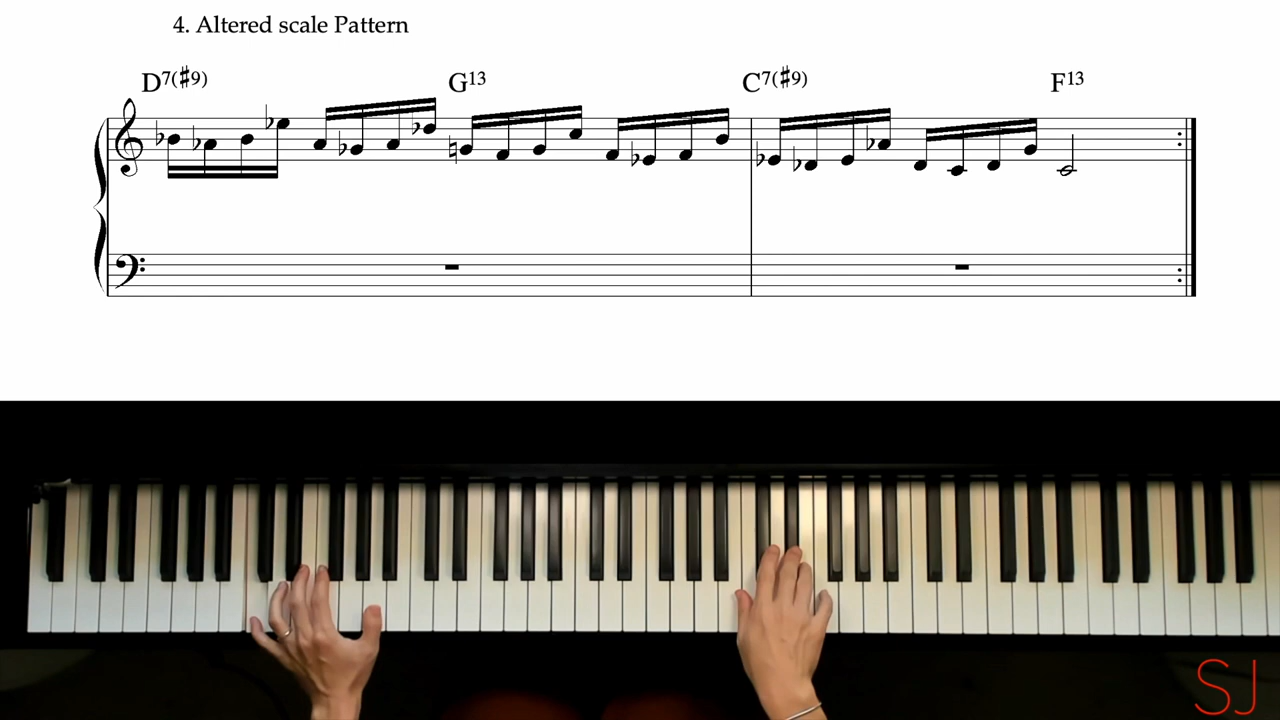 4. Altered scale Pattern
D7(♯9) G13 C7(♯9) F13
SJ